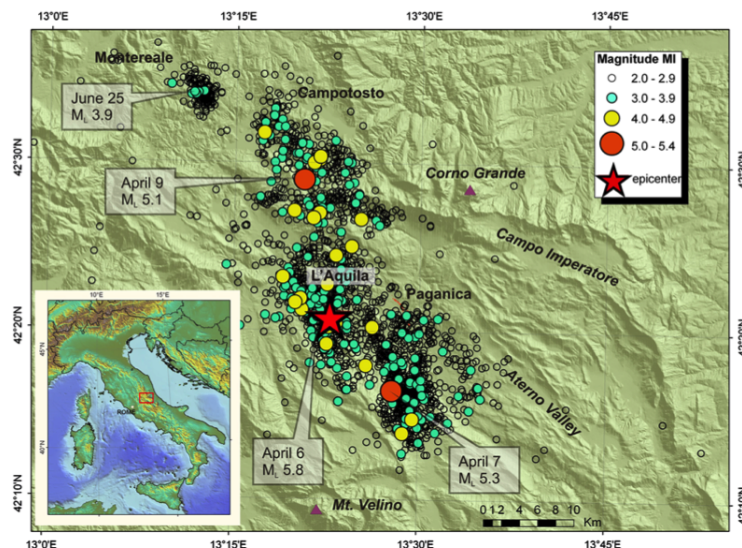 13°0'E
13°15'E
13°30'E
13°45'E
Montereale
June 25
M L 3.9
Campotosto
Magnitude Ml
2.0 - 2.9
3.0 - 3.9
4.0 - 4.9
5.0 - 5.4
epicenter
42°30'N
April 9
M L 5.1
Corno Grande
Campo Imperatore
L'Aquila
Paganica
42°20'N
10°E
15°E
45°N
40°N
Aterno Valley
April 6
M L 5.8
April 7
M L 5.3
42°10'N
Mt. Velino
0 1 2 4 6 8 10
Km
13°0'E
13°15'E
13°30'E
13°45'E